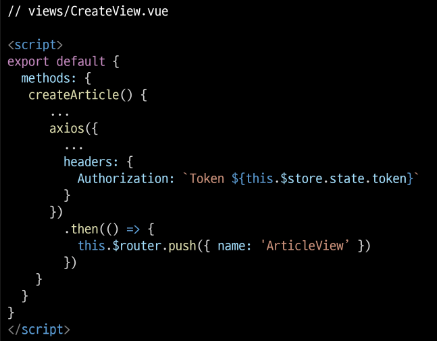 // views/CreateView.vue
<script>
export default {
methods: {
createArticle() {
...
axios({
...
headers: {
Authorization: `Token ${this.$store.state.token}`
}
})
.then(() => {
this.$router.push({ name: 'ArticleView’ })
})
}
}
}
</script>